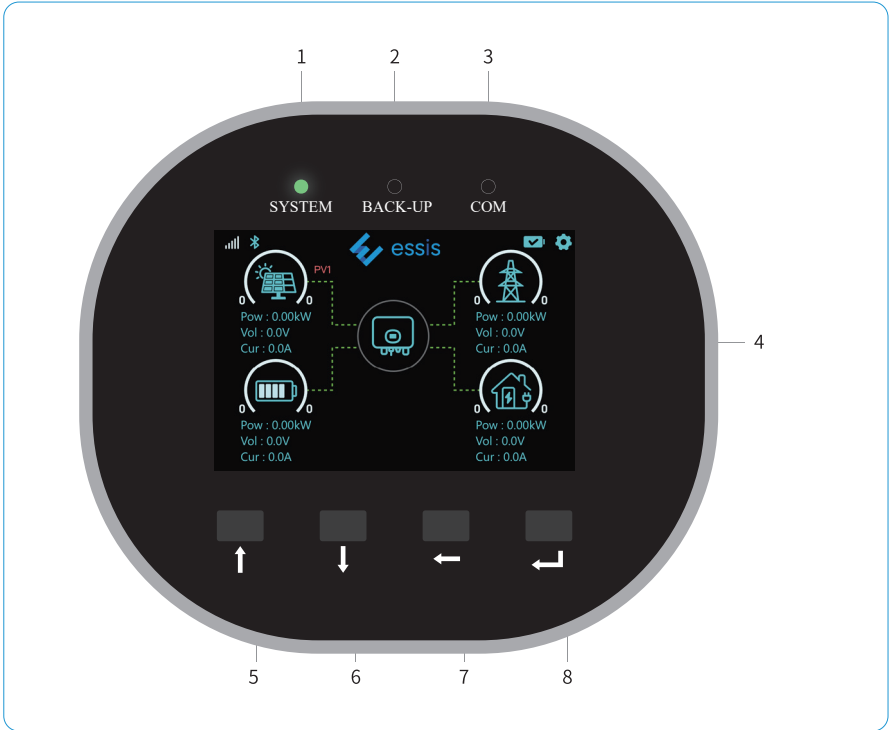 1 2 3
SYSTEM BACK-UP COM
essis
PV1
0 0 0 0
Pow : 0.00kW Pow : 0.00kW
Vol : 0.0V Vol : 0.0V
Cur : 0.0A Cur : 0.0A
4
0 0 0 0
Pow : 0.00kW Pow : 0.00kW
Vol : 0.0V Vol : 0.0V
Cur : 0.0A Cur : 0.0A
5 6 7 8